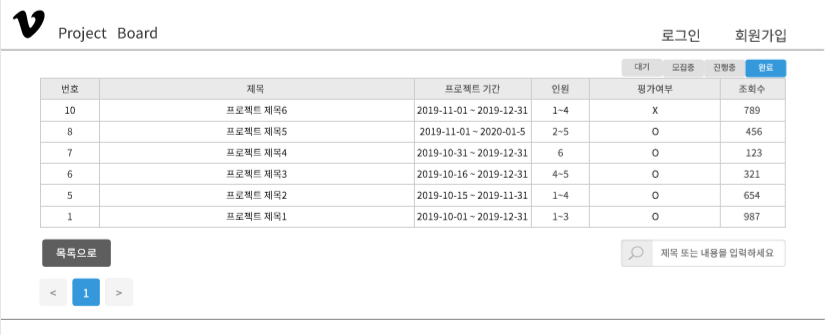 Project Board
로그인 회원가입
대기 모집중 진행중 완료
번호 제목 프로젝트 기간 인원 평가여부 조회수
10 프로젝트 제목6 2019-11-01 ~ 2019-12-31 1~4 X 789
8 프로젝트 제목5 2019-11-01 ~ 2020-01-5 2~5 O 456
7 프로젝트 제목4 2019-10-31 ~ 2019-12-31 6 O 123
6 프로젝트 제목3 2019-10-16 ~ 2019-12-31 4~5 O 321
5 프로젝트 제목2 2019-10-15 ~ 2019-11-31 1~4 O 654
1 프로젝트 제목1 2019-10-01 ~ 2019-12-31 1~3 O 987
목록으로 제목 또는 내용을 입력하세요
< 1 >